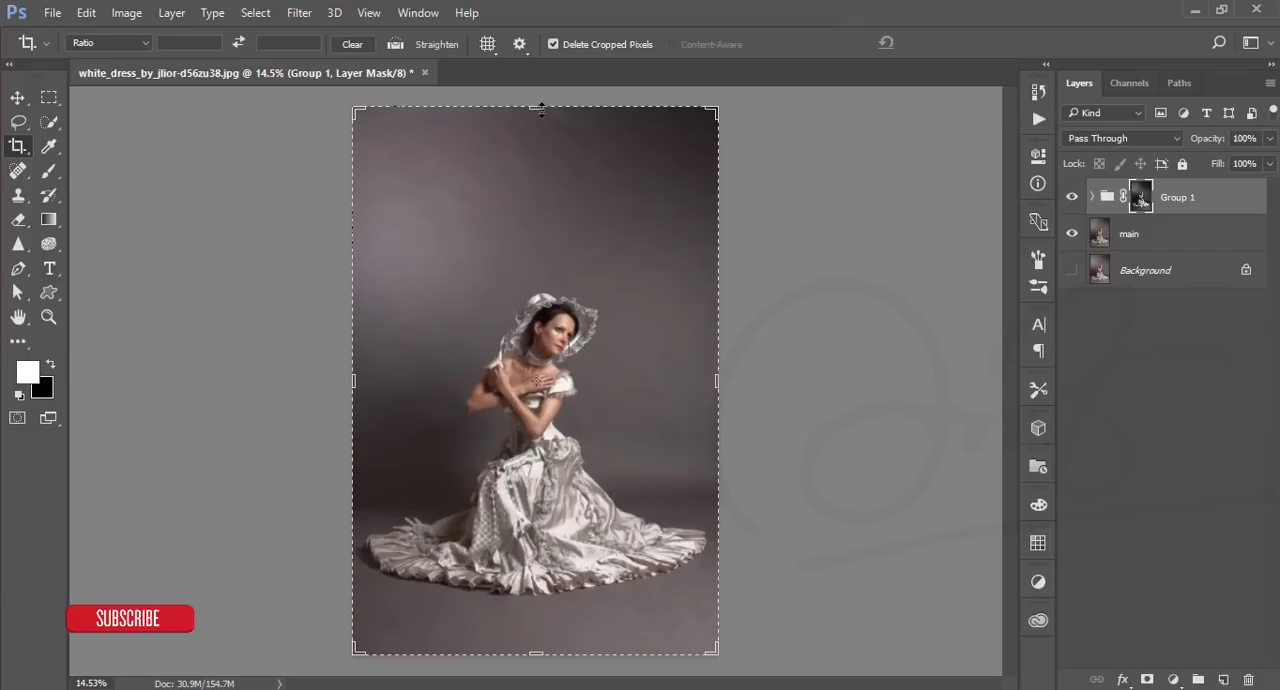 Ps File Edit Image Layer Type Select Filter 3D View Window Help
Ratio Clear Straighten Delete Cropped Pixels Content-Aware
white_dress_by_jlior-d56zu38.jpg @ 14.5% (Group 1, Layer Mask/8) * ×
Layers Channels Paths
Kind
Pass Through Opacity: 100%
Lock: Fill: 100%
Group 1
main
Background
SUBSCRIBE
14.53% Doc: 30.9M/154.7M